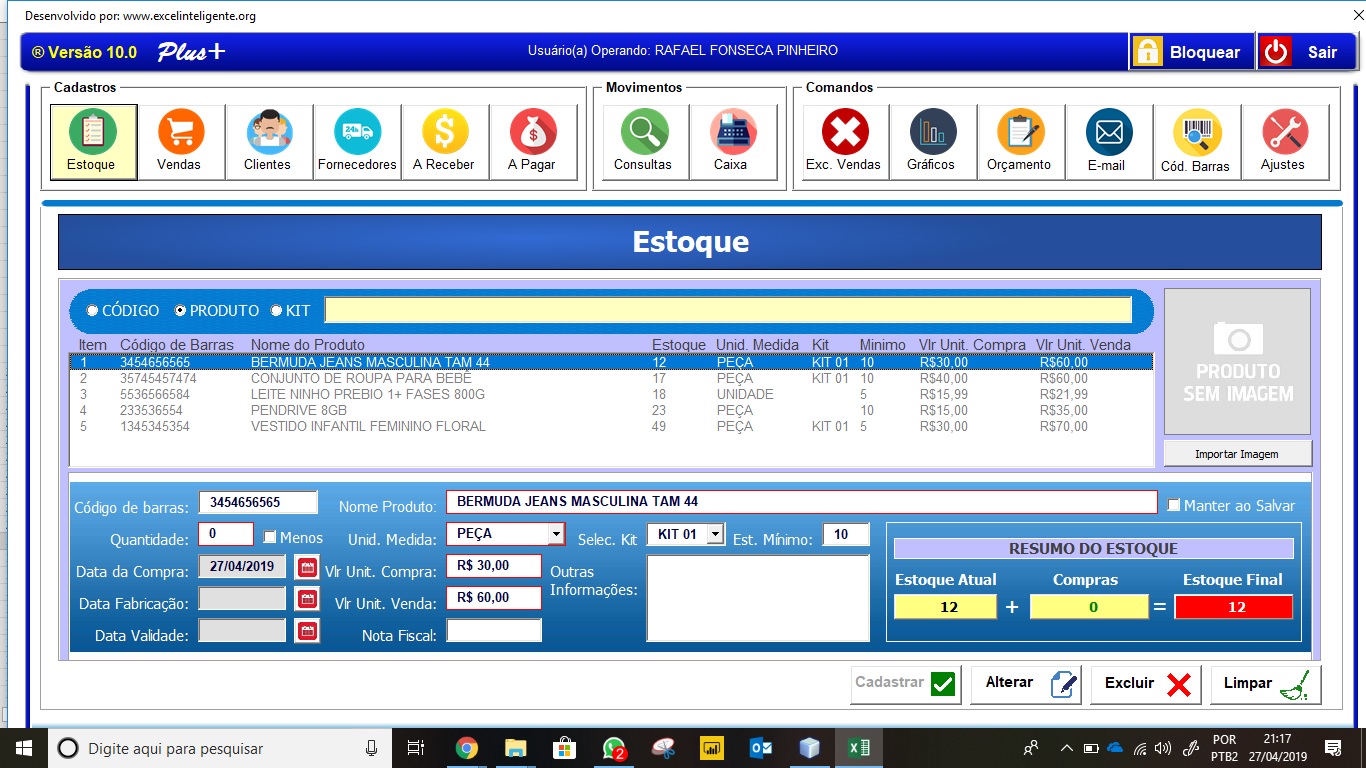 Desenvolvido por: www.excelinteligente.org
® Versão 10.0 Plus+ Usuário(a) Operando: RAFAEL FONSECA PINHEIRO Bloquear Sair
Cadastros Movimentos Comandos
Estoque Vendas Clientes Fornecedores A Receber A Pagar Consultas Caixa Exc. Vendas Gráficos Orçamento E-mail Cód. Barras Ajustes
Estoque
CÓDIGO PRODUTO KIT
Item Código de Barras Nome do Produto Estoque Unid. Medida Kit Minimo Vlr Unit. Compra Vlr Unit. Venda
1 3454656565 BERMUDA JEANS MASCULINA TAM 44 12 PEÇA KIT 01 10 R$30,00 R$60,00
2 35745457474 CONJUNTO DE ROUPA PARA BEBÊ 17 PEÇA KIT 01 10 R$40,00 R$60,00
3 5536566584 LEITE NINHO PREBIO 1+ FASES 800G 18 UNIDADE 5 R$15,99 R$21,99
4 233536554 PENDRIVE 8GB 23 PEÇA 10 R$15,00 R$35,00
5 1345345354 VESTIDO INFANTIL FEMININO FLORAL 49 PEÇA KIT 01 5 R$30,00 R$70,00
PRODUTO
SEM IMAGEM
Importar Imagem
Código de barras: 3454656565 Nome Produto: BERMUDA JEANS MASCULINA TAM 44 Manter ao Salvar
Quantidade: 0 Menos Unid. Medida: PEÇA Selec. Kit KIT 01 Est. Mínimo: 10
Data da Compra: 27/04/2019 Vlr Unit. Compra: R$ 30,00 Outras
Informações:
Data Fabricação: Vlr Unit. Venda: R$ 60,00
Data Validade: Nota Fiscal:
RESUMO DO ESTOQUE
Estoque Atual Compras Estoque Final
12 + 0 = 12
Cadastrar Alterar Excluir Limpar
Digite aqui para pesquisar 2 POR 21:17
PTB2 27/04/2019